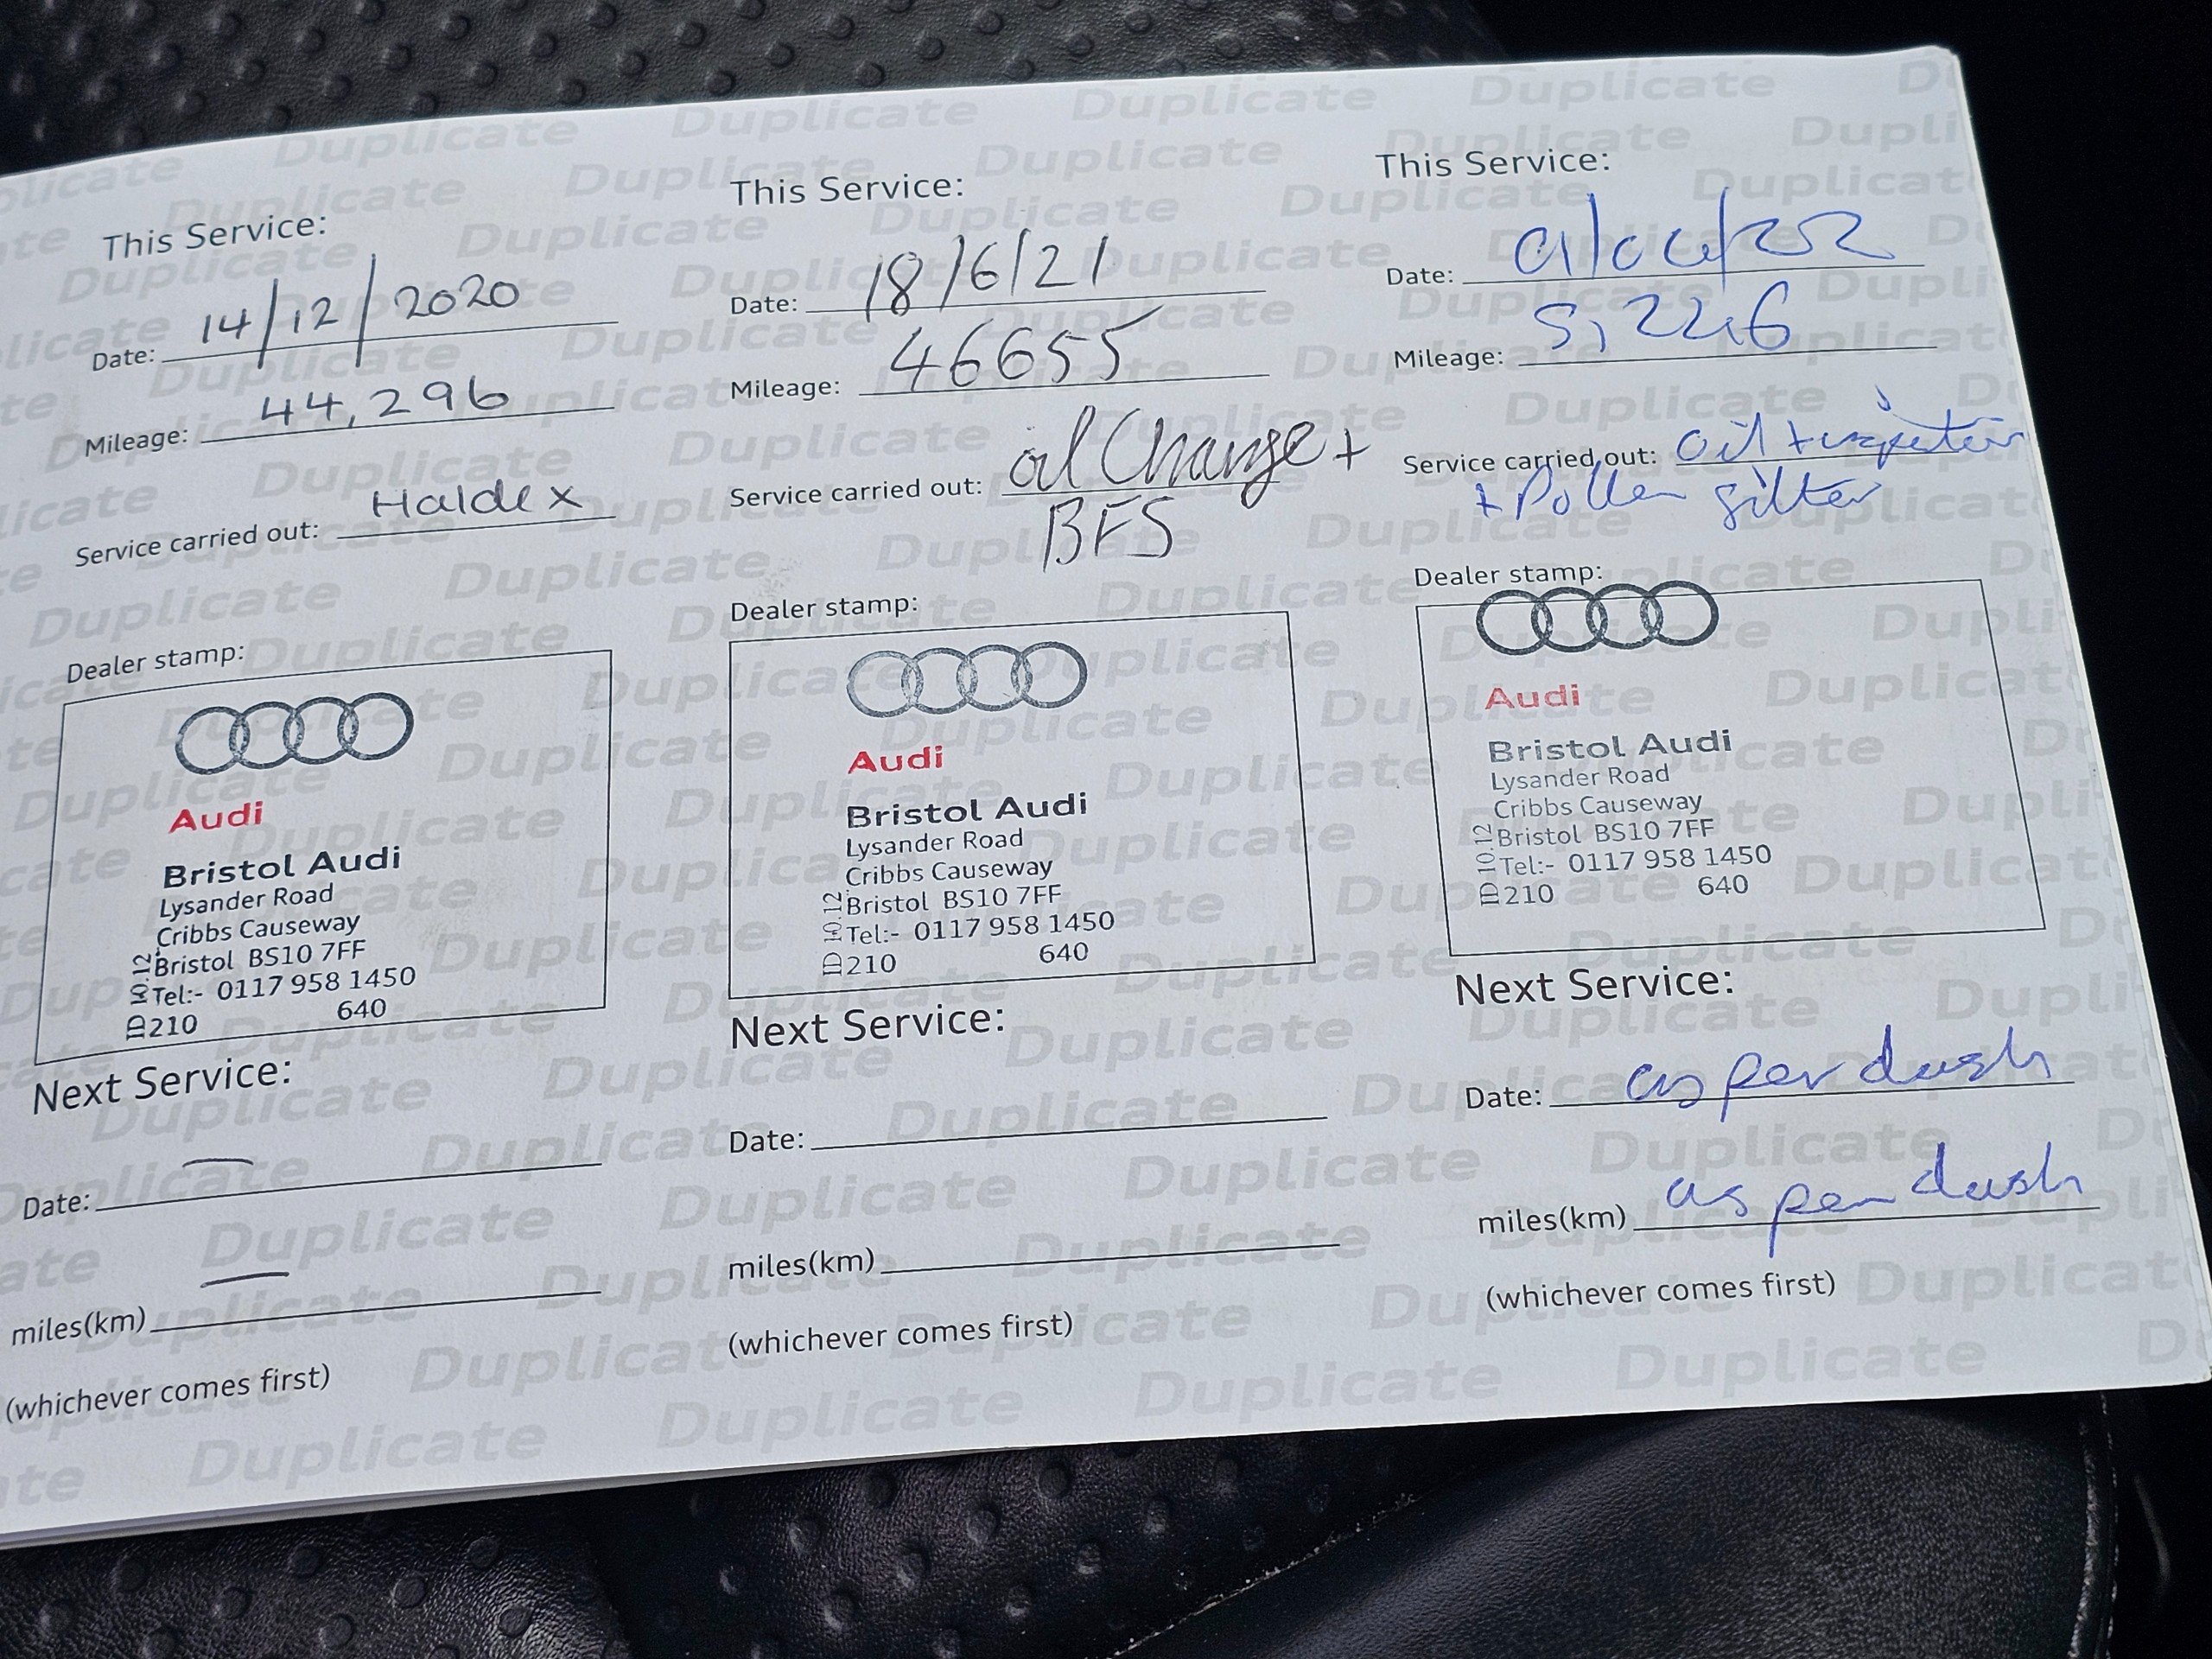 This Service:
Date: 14/12/2020
Mileage: 44,296
Service carried out: Haldex
Dealer stamp:
Audi
Bristol Audi
Lysander Road
Cribbs Causeway
Bristol BS10 7FF
Tel:- 0117 958 1450
210 640
Next Service:
Date: —
miles(km) —
(whichever comes first)
This Service:
Date: 18/6/21
Mileage: 46655
Service carried out: oil Change +
BFS
Dealer stamp:
Audi
Bristol Audi
Lysander Road
Cribbs Causeway
Bristol BS10 7FF
Tel:- 0117 958 1450
210 640
Next Service:
Date:
miles(km)
(whichever comes first)
This Service:
Date:
Mileage:
Service carried out: oil +
+ Pollen filter
Dealer stamp:
Audi
Bristol Audi
Lysander Road
Cribbs Causeway
Bristol BS10 7FF
Tel:- 0117 958 1450
210 640
Next Service:
Date: as per dash
miles(km) as per dash
(whichever comes first)
Duplicate